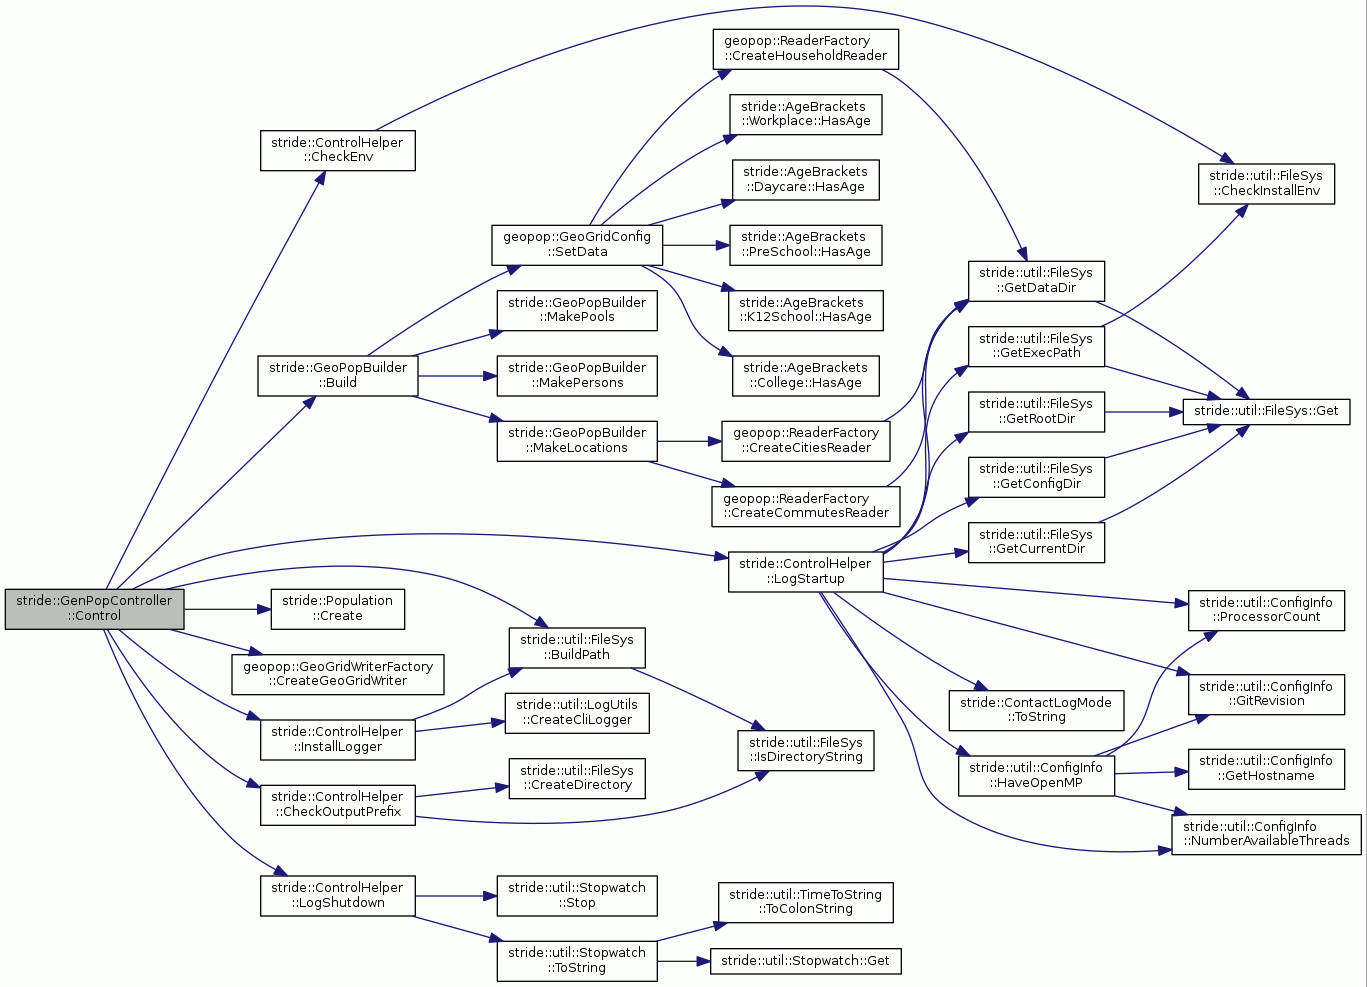 geopop::ReaderFactory
::CreateHouseholdReader
stride::AgeBrackets
::Workplace::HasAge
stride::ControlHelper
::CheckEnv
stride::AgeBrackets
::Daycare::HasAge
stride::util::FileSys
::CheckInstallEnv
geopop::GeoGridConfig
::SetData
stride::AgeBrackets
::PreSchool::HasAge
stride::util::FileSys
::GetDataDir
stride::GeoPopBuilder
::MakePools
stride::AgeBrackets
::K12School::HasAge
stride::util::FileSys
::GetExecPath
stride::GeoPopBuilder
::Build
stride::GeoPopBuilder
::MakePersons
stride::AgeBrackets
::College::HasAge
stride::util::FileSys
::GetRootDir
stride::util::FileSys::Get
stride::GeoPopBuilder
::MakeLocations
geopop::ReaderFactory
::CreateCitiesReader
stride::util::FileSys
::GetConfigDir
geopop::ReaderFactory
::CreateCommutesReader
stride::util::FileSys
::GetCurrentDir
stride::ControlHelper
::LogStartup
stride::GenPopController
::Control
stride::Population
::Create
stride::util::ConfigInfo
::ProcessorCount
stride::util::FileSys
::BuildPath
geopop::GeoGridWriterFactory
::CreateGeoGridWriter
stride::util::ConfigInfo
::GitRevision
stride::util::LogUtils
::CreateCliLogger
stride::ContactLogMode
::ToString
stride::ControlHelper
::InstallLogger
stride::util::FileSys
::IsDirectoryString
stride::util::ConfigInfo
::HaveOpenMP
stride::util::ConfigInfo
::GetHostname
stride::util::FileSys
::CreateDirectory
stride::ControlHelper
::CheckOutputPrefix
stride::util::ConfigInfo
::NumberAvailableThreads
stride::ControlHelper
::LogShutdown
stride::util::Stopwatch
::Stop
stride::util::TimeToString
::ToColonString
stride::util::Stopwatch
::ToString
stride::util::Stopwatch::Get